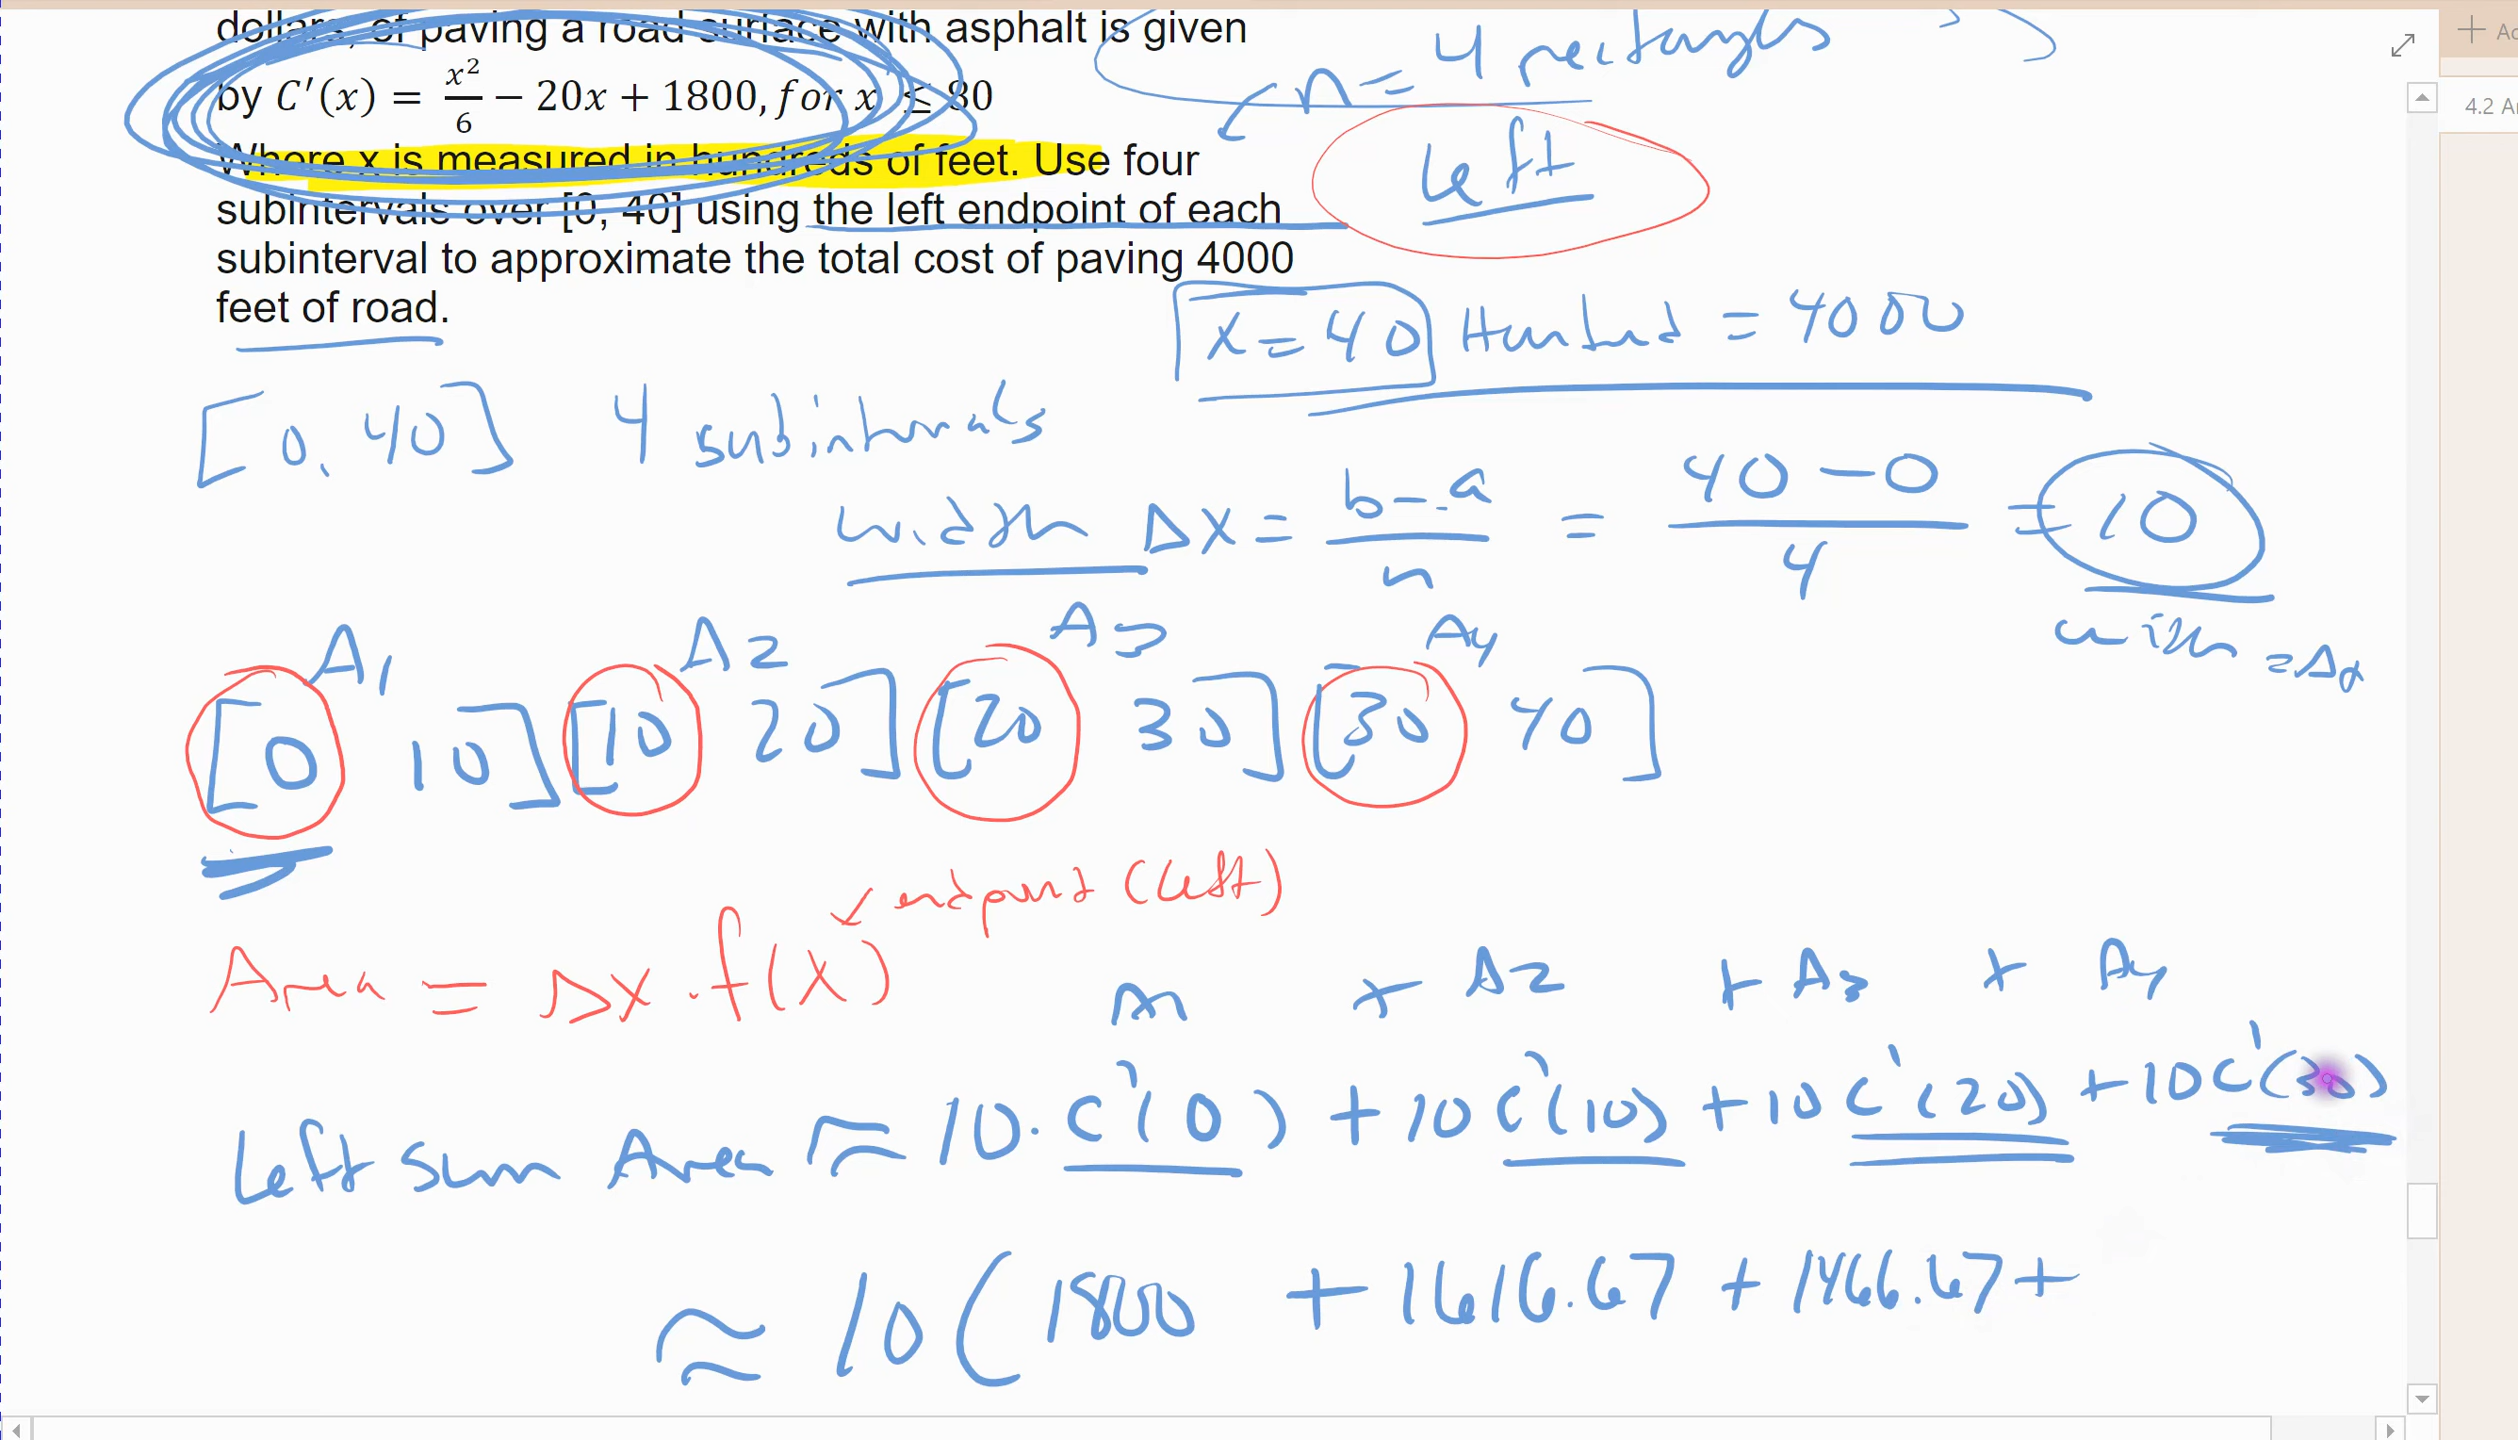 dollars, of paving a road surface with asphalt is given
by C′(x) = x²/6 − 20x + 1800, for x ≤ 80
Where x is measured in hundreds of feet. Use four
subintervals over [0, 40] using the left endpoint of each
subinterval to approximate the total cost of paving 4000
feet of road.
n = 4 rectangles
left
x = 40 Hundred = 4000
[0, 40] 4 subintervals
width Δx = b - a / n = 40 - 0 / 4 = 10
width = Δx
A1 A2 A3 A4
[0 10] [10 20] [20 30] [30 40]
endpoint (left)
Area = Δx · f(x)
A1 + A2 + A3 + A4
Left sum Area ≈ 10 · C'(0) + 10 C'(10) + 10 C'(20) + 10 C'(30)
≈ 10 ( 1800 + 1616.67 + 1466.67 +
4.2